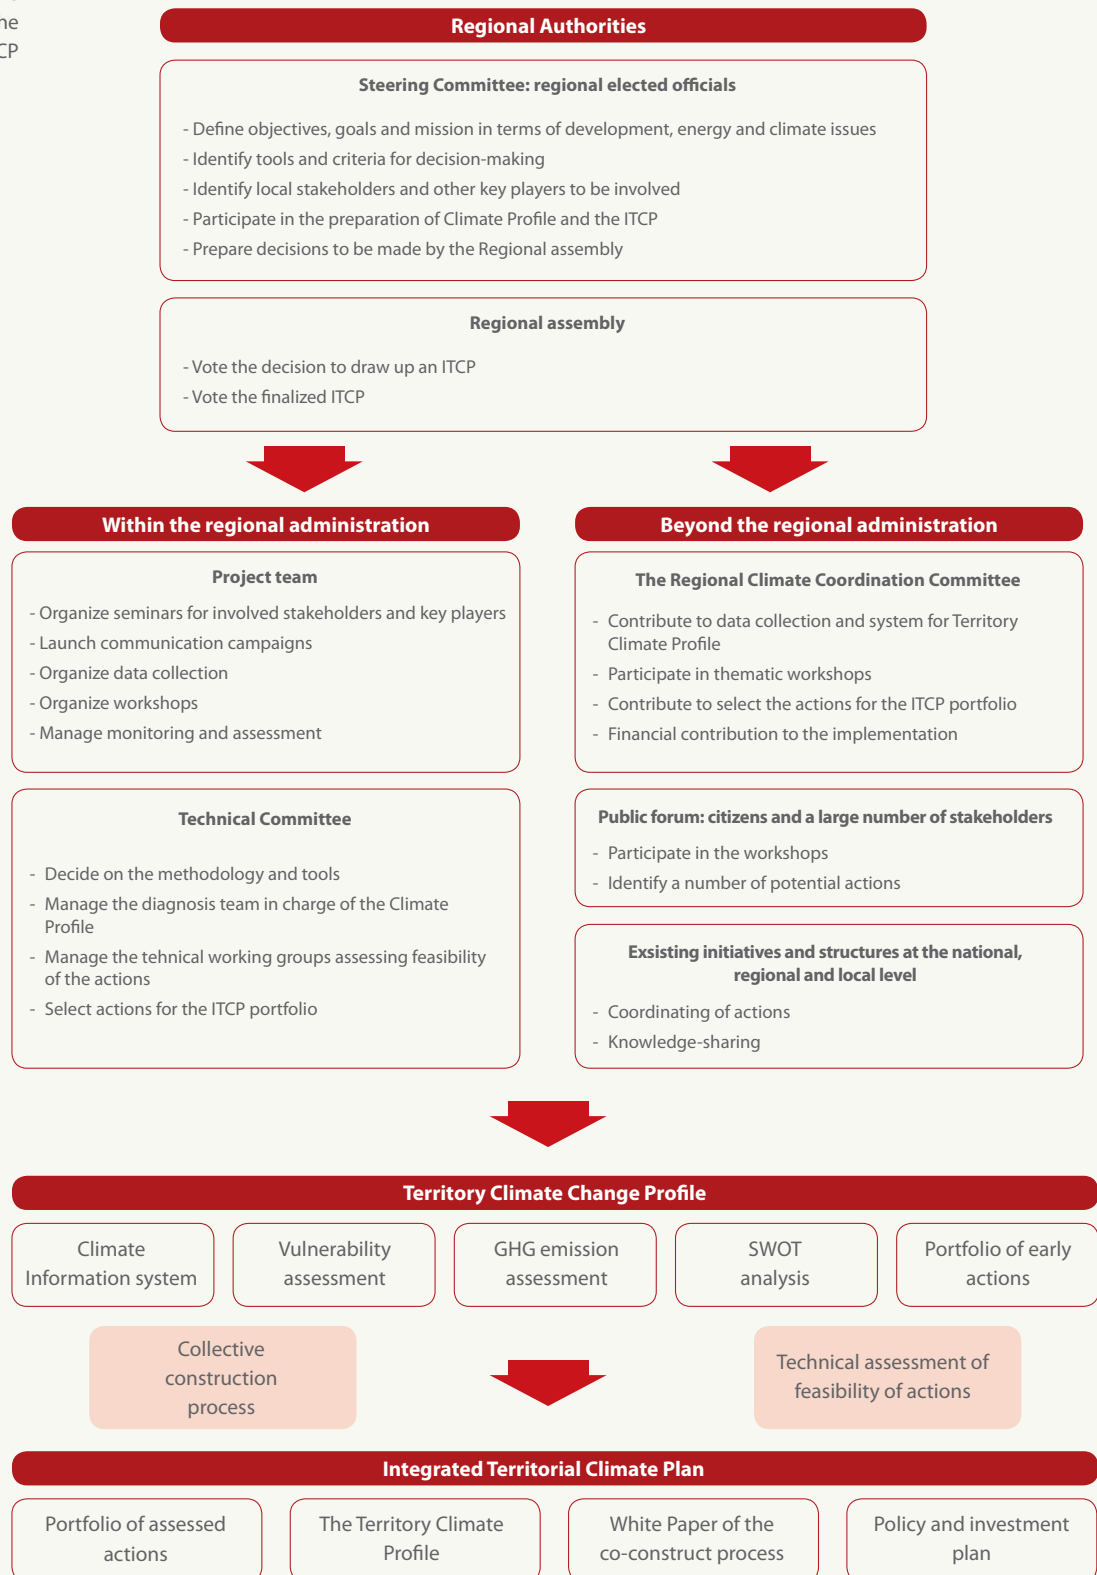 he
CP
Regional Authorities
Steering Committee: regional elected officials
- Define objectives, goals and mission in terms of development, energy and climate issues
- Identify tools and criteria for decision-making
- Identify local stakeholders and other key players to be involved
- Participate in the preparation of Climate Profile and the ITCP
- Prepare decisions to be made by the Regional assembly
Regional assembly
- Vote the decision to draw up an ITCP
- Vote the finalized ITCP
Within the regional administration
Project team
- Organize seminars for involved stakeholders and key players
- Launch communication campaigns
- Organize data collection
- Organize workshops
- Manage monitoring and assessment
Technical Committee
- Decide on the methodology and tools
- Manage the diagnosis team in charge of the Climate
Profile
- Manage the tehnical working groups assessing feasibility
of the actions
- Select actions for the ITCP portfolio
Beyond the regional administration
The Regional Climate Coordination Committee
- Contribute to data collection and system for Territory
Climate Profile
- Participate in thematic workshops
- Contribute to select the actions for the ITCP portfolio
- Financial contribution to the implementation
Public forum: citizens and a large number of stakeholders
- Participate in the workshops
- Identify a number of potential actions
Exsisting initiatives and structures at the national,
regional and local level
- Coordinating of actions
- Knowledge-sharing
Territory Climate Change Profile
Climate
Information system
Vulnerability
assessment
GHG emission
assessment
SWOT
analysis
Portfolio of early
actions
Collective
construction
process
Technical assessment of
feasibility of actions
Integrated Territorial Climate Plan
Portfolio of assessed
actions
The Territory Climate
Profile
White Paper of the
co-construct process
Policy and investment
plan